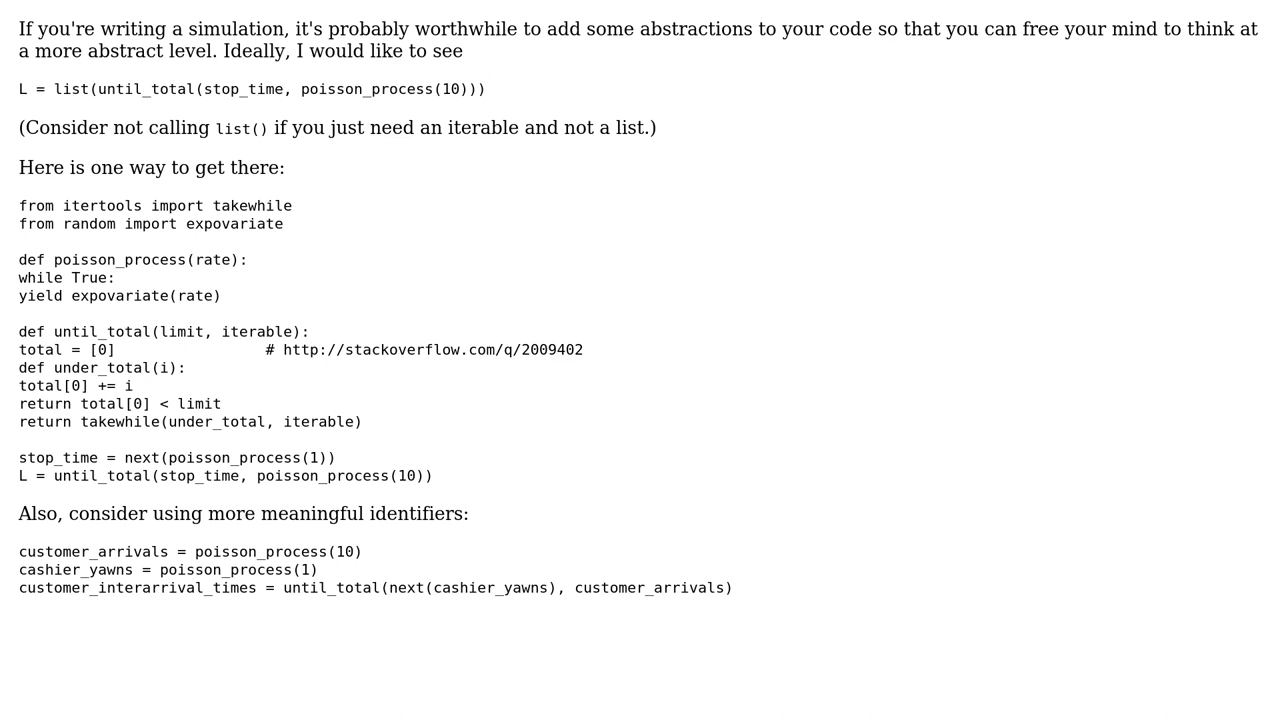 If you're writing a simulation, it's probably worthwhile to add some abstractions to your code so that you can free your mind to think at
a more abstract level. Ideally, I would like to see
L = list(until_total(stop_time, poisson_process(10)))
(Consider not calling list() if you just need an iterable and not a list.)
Here is one way to get there:
from itertools import takewhile
from random import expovariate
def poisson_process(rate):
while True:
yield expovariate(rate)
def until_total(limit, iterable):
total = [0]                 # http://stackoverflow.com/q/2009402
def under_total(i):
total[0] += i
return total[0] < limit
return takewhile(under_total, iterable)
stop_time = next(poisson_process(1))
L = until_total(stop_time, poisson_process(10))
Also, consider using more meaningful identifiers:
customer_arrivals = poisson_process(10)
cashier_yawns = poisson_process(1)
customer_interarrival_times = until_total(next(cashier_yawns), customer_arrivals)